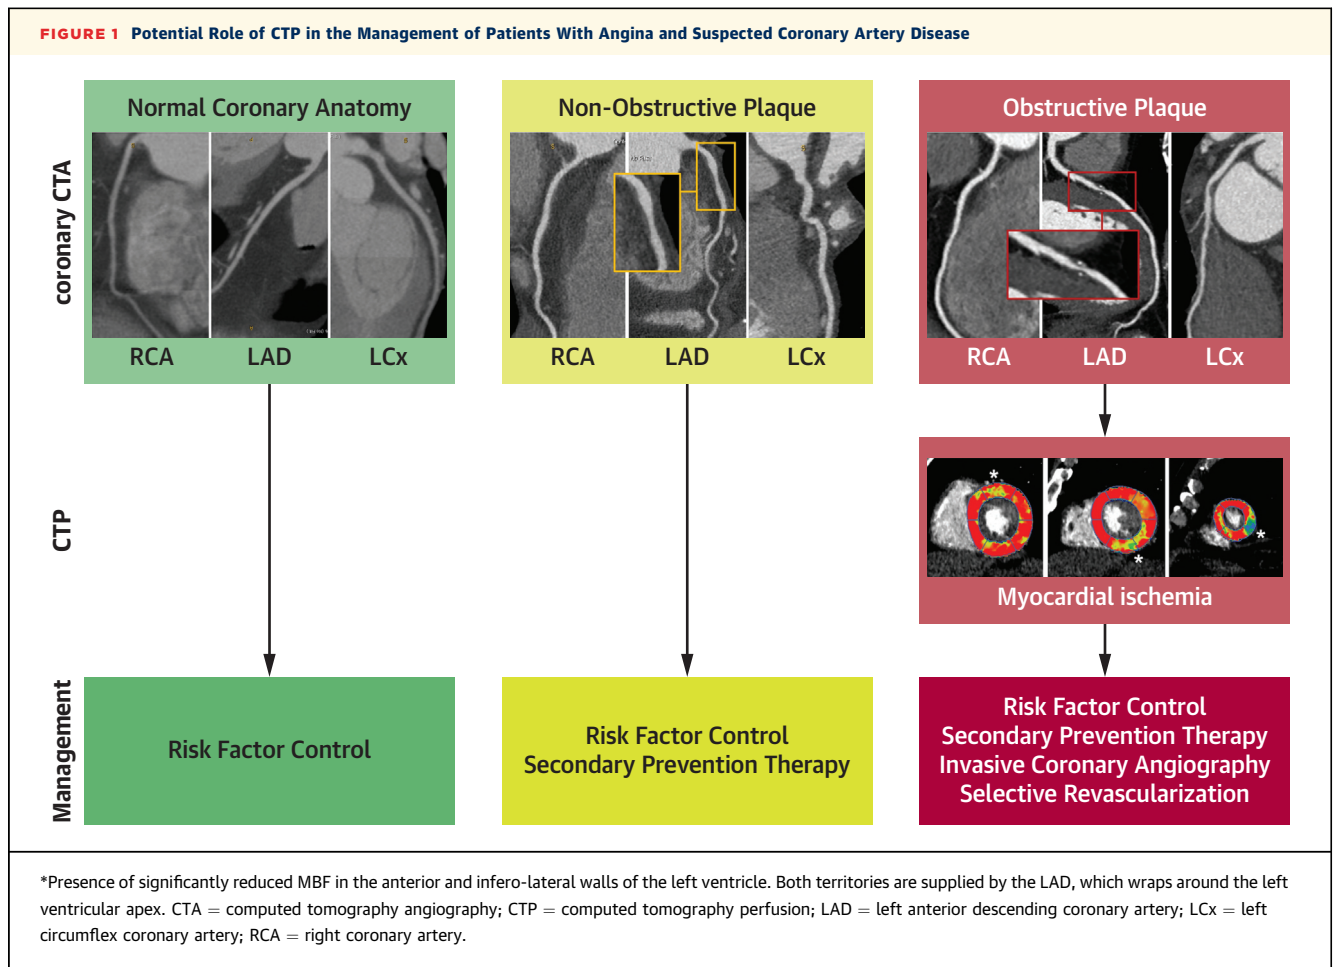 FIGURE 1 Potential Role of CTP in the Management of Patients With Angina and Suspected Coronary Artery Disease
coronary CTA
Normal Coronary Anatomy
RCA LAD LCx
Non-Obstructive Plaque
RCA LAD LCx
Obstructive Plaque
RCA LAD LCx
CTP
* * *
Myocardial ischemia
Management
Risk Factor Control
Risk Factor Control
Secondary Prevention Therapy
Risk Factor Control
Secondary Prevention Therapy
Invasive Coronary Angiography
Selective Revascularization
*Presence of significantly reduced MBF in the anterior and infero-lateral walls of the left ventricle. Both territories are supplied by the LAD, which wraps around the left
ventricular apex. CTA = computed tomography angiography; CTP = computed tomography perfusion; LAD = left anterior descending coronary artery; LCx = left
circumflex coronary artery; RCA = right coronary artery.